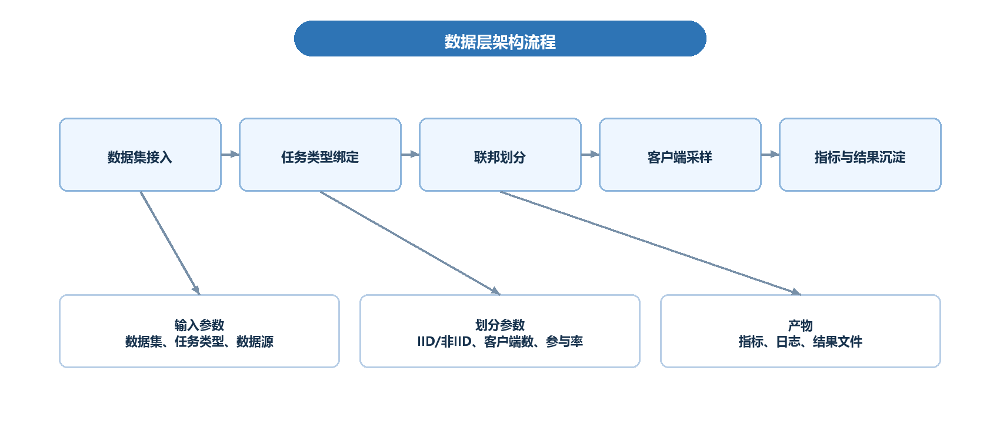 数据层架构流程
数据集接入
任务类型绑定
联邦划分
客户端采样
指标与结果沉淀
输入参数
数据集、任务类型、数据源
划分参数
IID/非IID、客户端数、参与率
产物
指标、日志、结果文件